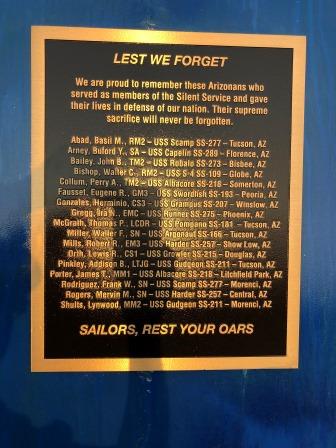 LEST WE FORGET
We are proud to remember these Arizonans who
served as members of the Silent Service and gave
their lives in defense of our nation. Their supreme
sacrifice will never be forgotten.
Abad, Basil M., RM2 – USS Scamp SS-277 – Tucson, AZ
Arney, Buford Y., SA – USS Capelin SS-289 – Florence, AZ
Bailey, John B., TM2 – USS Robalo SS-273 – Bisbee, AZ
Bishop, Walter C., RM2 – USS S-4 SS-109 – Globe, AZ
Collum, Perry A., TM2 – USS Albacore SS-218 – Somerton, AZ
Fausset, Eugene R., GM3 – USS Swordfish SS-193 – Peoria, AZ
Gonzales, Herminio, CS3 – USS Grampus SS-207 – Winslow, AZ
Gregg, Ira N., EMC – USS Runner SS-275 – Phoenix, AZ
McGrath, Thomas P., LCDR – USS Pompano SS-181 – Tucson, AZ
Miller, Walter F., SN – USS Argonaut SS-166 – Tucson, AZ
Mills, Robert R., EM3 – USS Harder SS-257 – Show Low, AZ
Orih, Lewis R., CS1 – USS Growler SS-215 – Douglas, AZ
Pinkley, Addison B., LTJG – USS Gudgeon SS-211 – Tucson, AZ
Porter, James T., MM1 – USS Albacore SS-218 – Litchfield Park, AZ
Rodriguez, Frank W., SN – USS Scamp SS-277 – Morenci, AZ
Rogers, Mervin M., SN – USS Harder SS-257 – Central, AZ
Shults, Lynwood, MM2 – USS Gudgeon SS-211 – Morenci, AZ
SAILORS, REST YOUR OARS